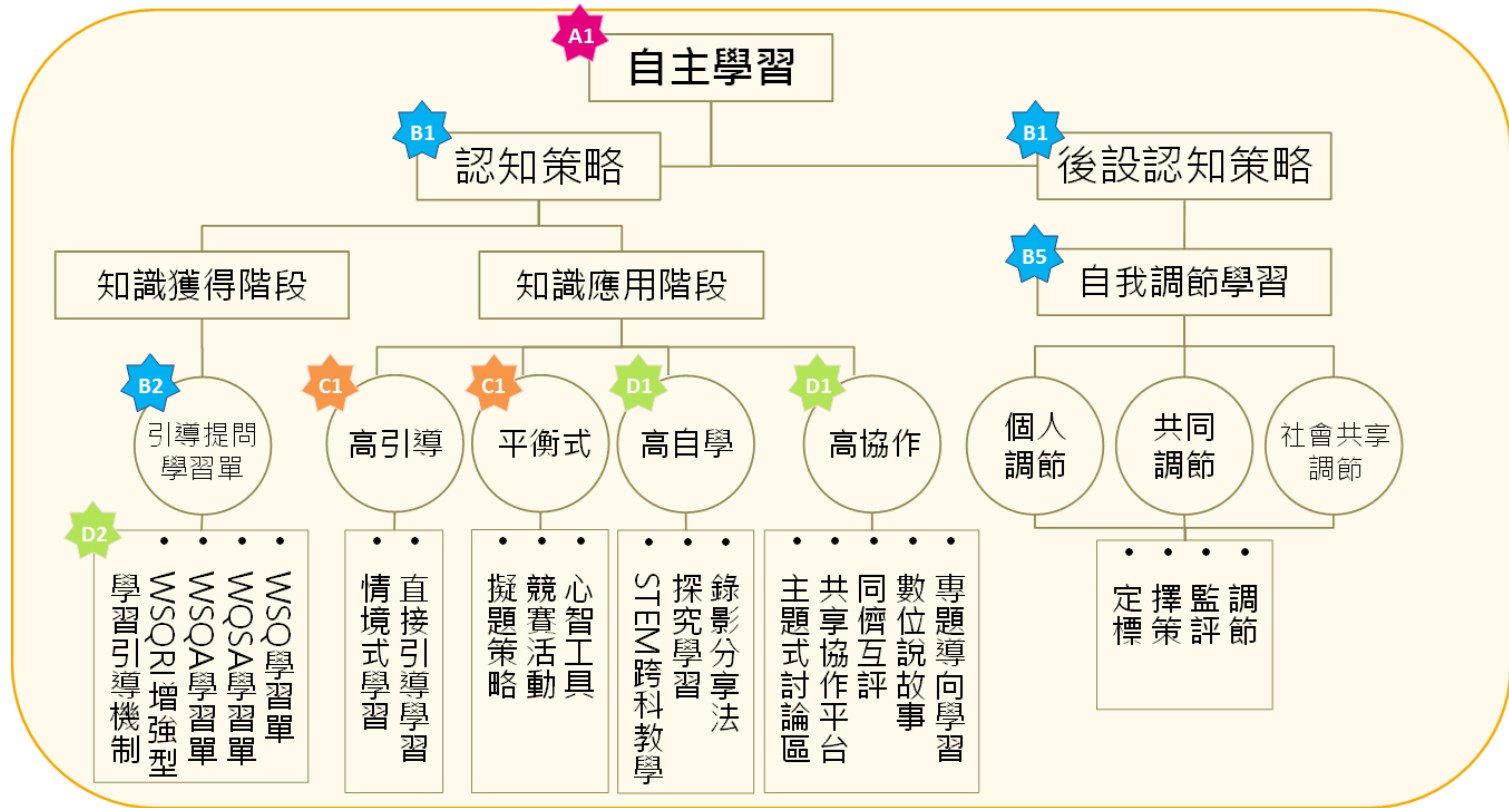 A1
自主學習
B1
認知策略
B1
後設認知策略
知識獲得階段
知識應用階段
B5
自我調節學習
B2
引導提問
學習單
C1
高引導
C1
平衡式
D1
高自學
D1
高協作
個人
調節
共同
調節
社會共享
調節
D2
• WSQ學習單
• WQSA學習單
• WSQA學習單
• WSQRI增強型
學習引導機制
• 直接引導學習
• 情境式學習
• 心智工具
• 競賽活動
• 擬題策略
• 錄影分享法
• 探究學習
• STEM跨科教學
• 專題導向學習
• 數位說故事
• 同儕互評
• 共享協作平台
• 主題式討論區
• 調節
• 監評
• 擇策
• 定標